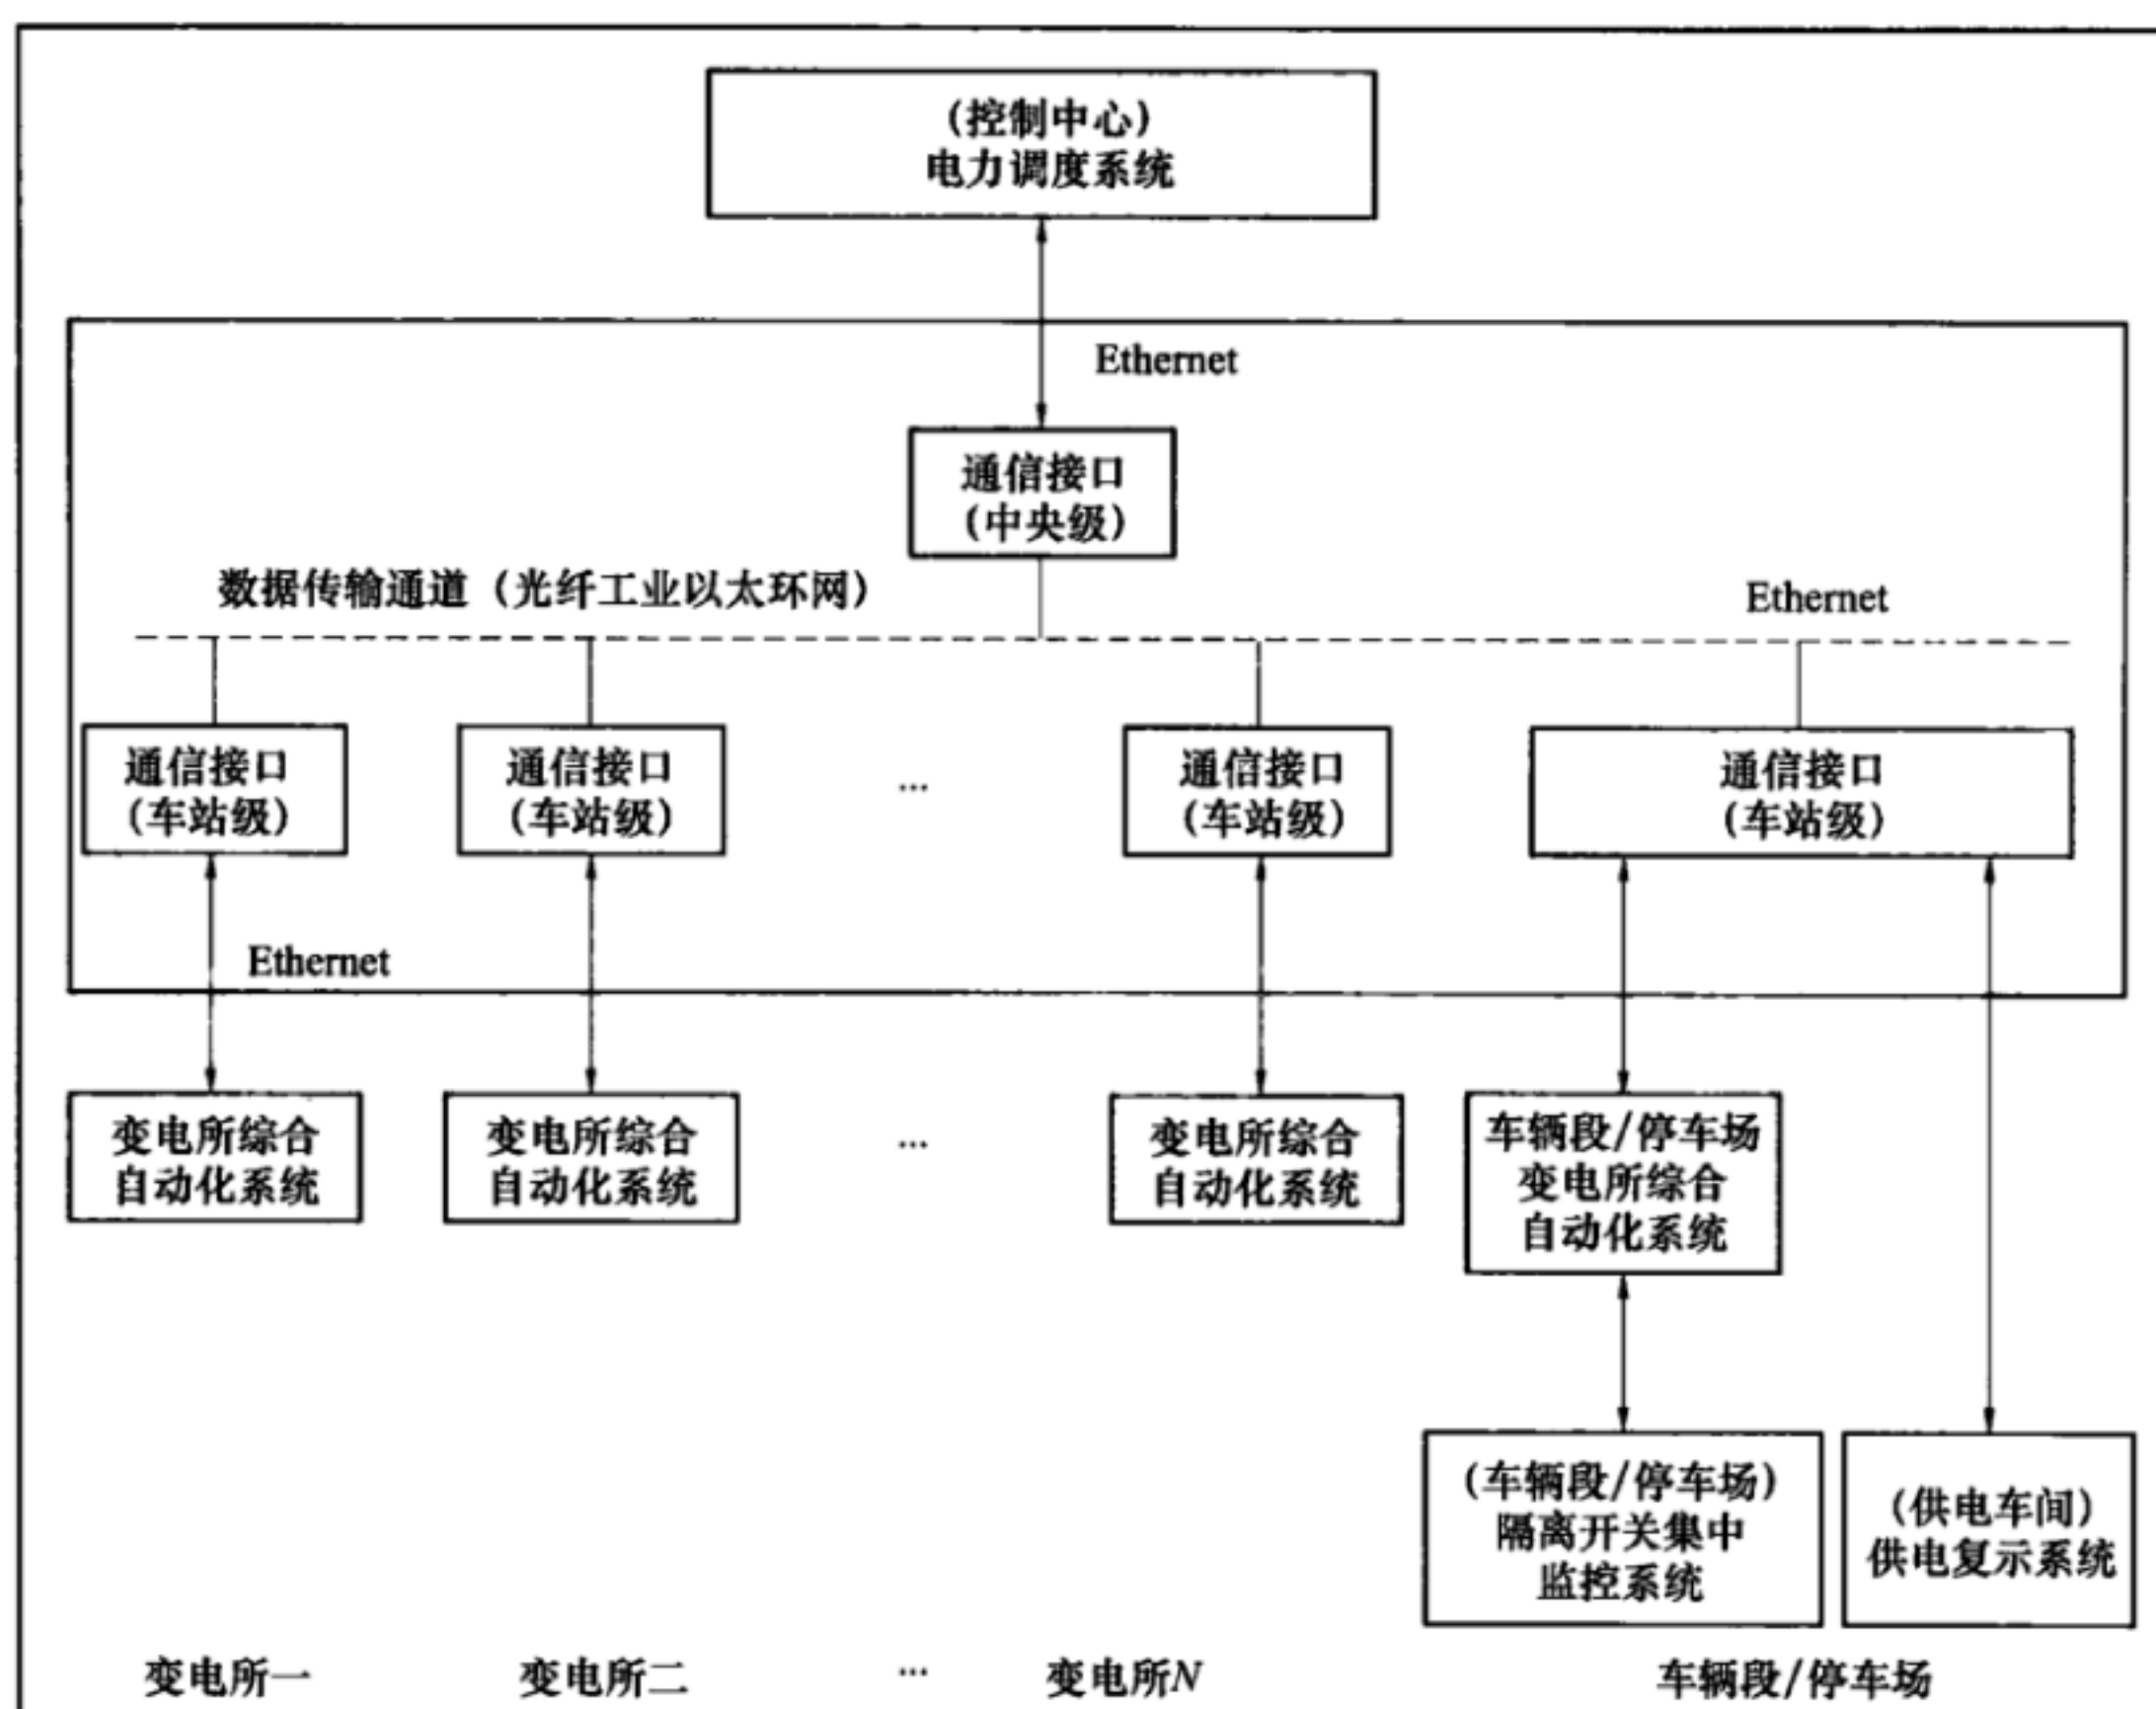 （控制中心）
电力调度系统
Ethernet
通信接口
（中央级）
数据传输通道（光纤工业以太环网）
Ethernet
通信接口
（车站级）
通信接口
（车站级）
...
通信接口
（车站级）
通信接口
（车站级）
Ethernet
变电所综合
自动化系统
变电所综合
自动化系统
...
变电所综合
自动化系统
车辆段/停车场
变电所综合
自动化系统
（车辆段/停车场）
隔离开关集中
监控系统
（供电车间）
供电复示系统
变电所一
变电所二
...
变电所N
车辆段/停车场